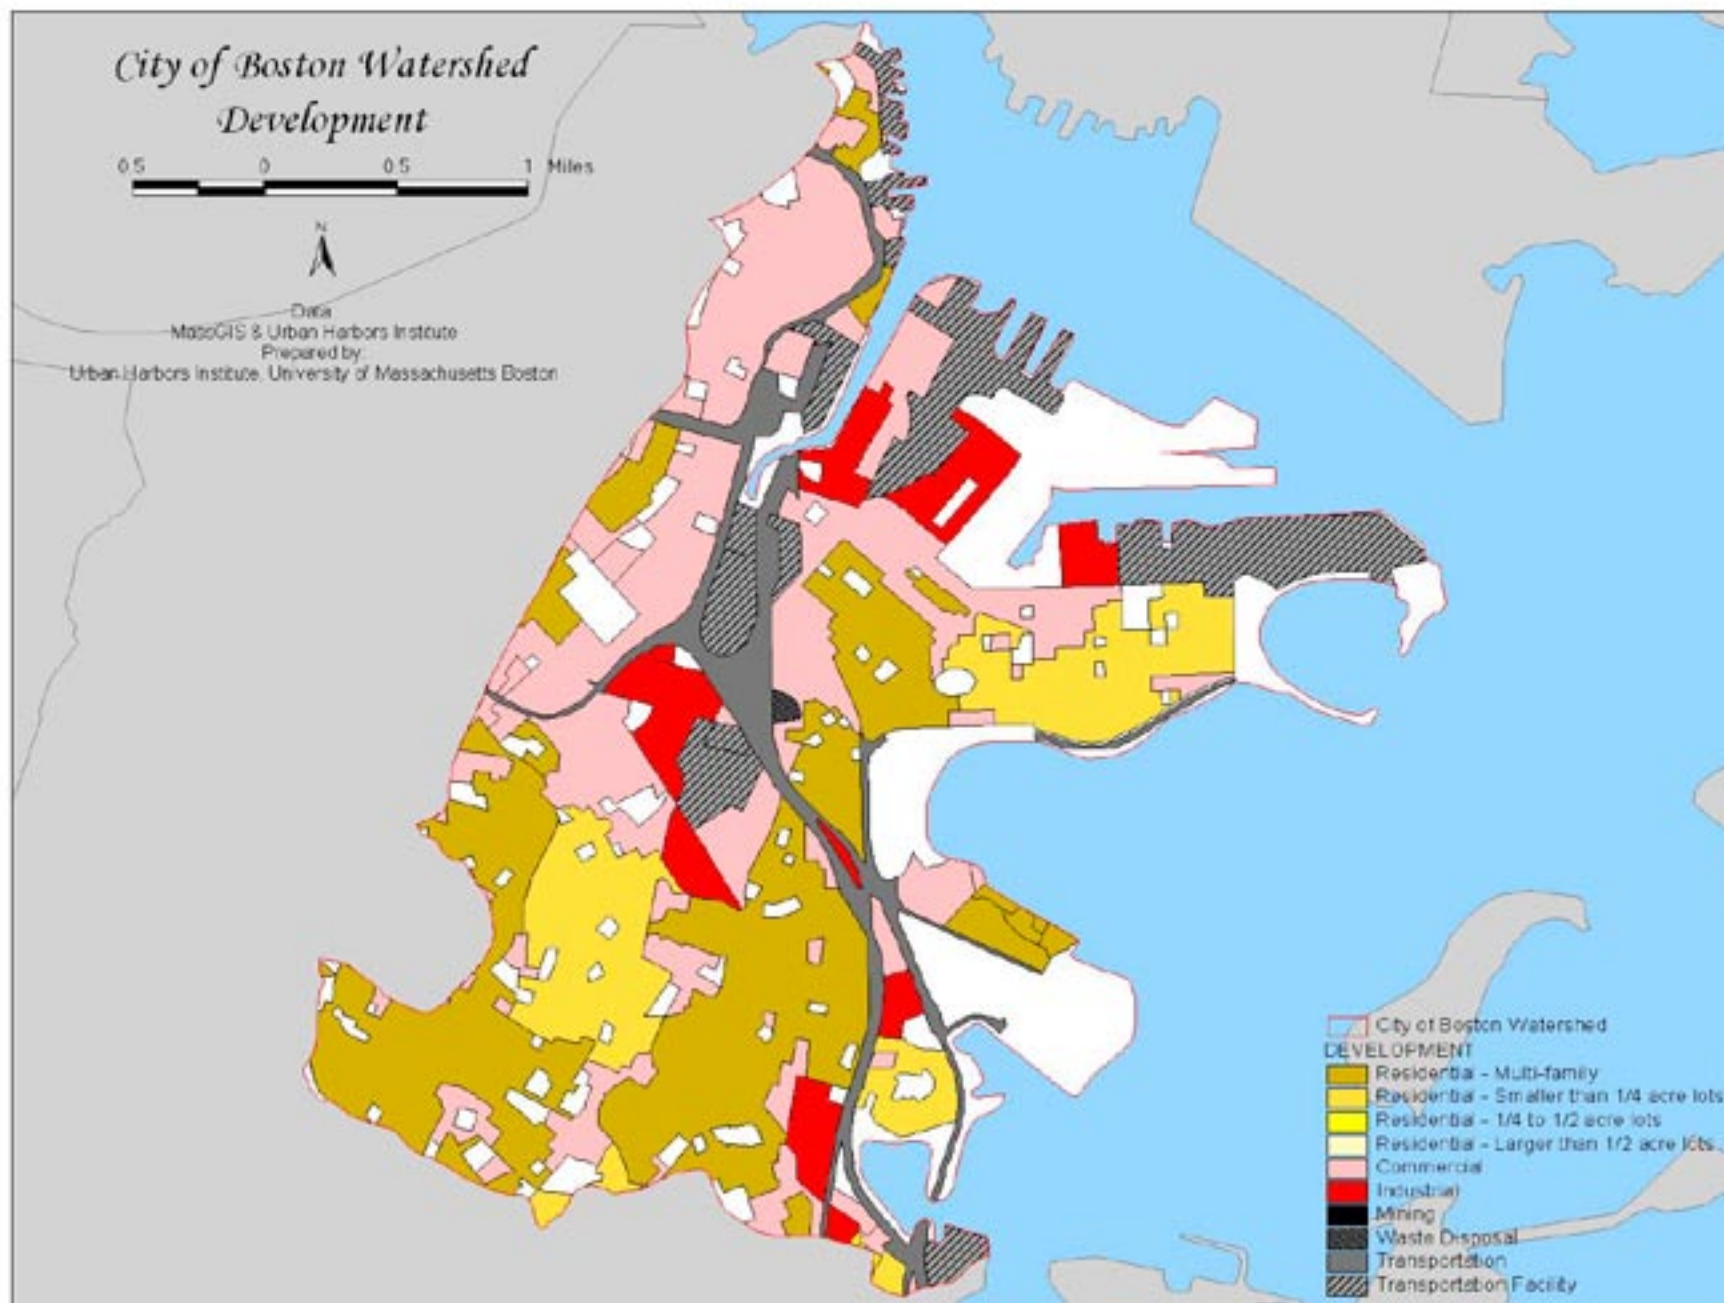 City of Boston Watershed
Development
0.5 0 0.5 1 Miles
N
Data
MassGIS & Urban Harbors Institute
Prepared by:
Urban Harbors Institute, University of Massachusetts Boston
City of Boston Watershed
DEVELOPMENT
Residential - Multi-family
Residential - Smaller than 1/4 acre lots
Residential - 1/4 to 1/2 acre lots
Residential - Larger than 1/2 acre lots
Commercial
Industrial
Mining
Waste Disposal
Transportation
Transportation Facility